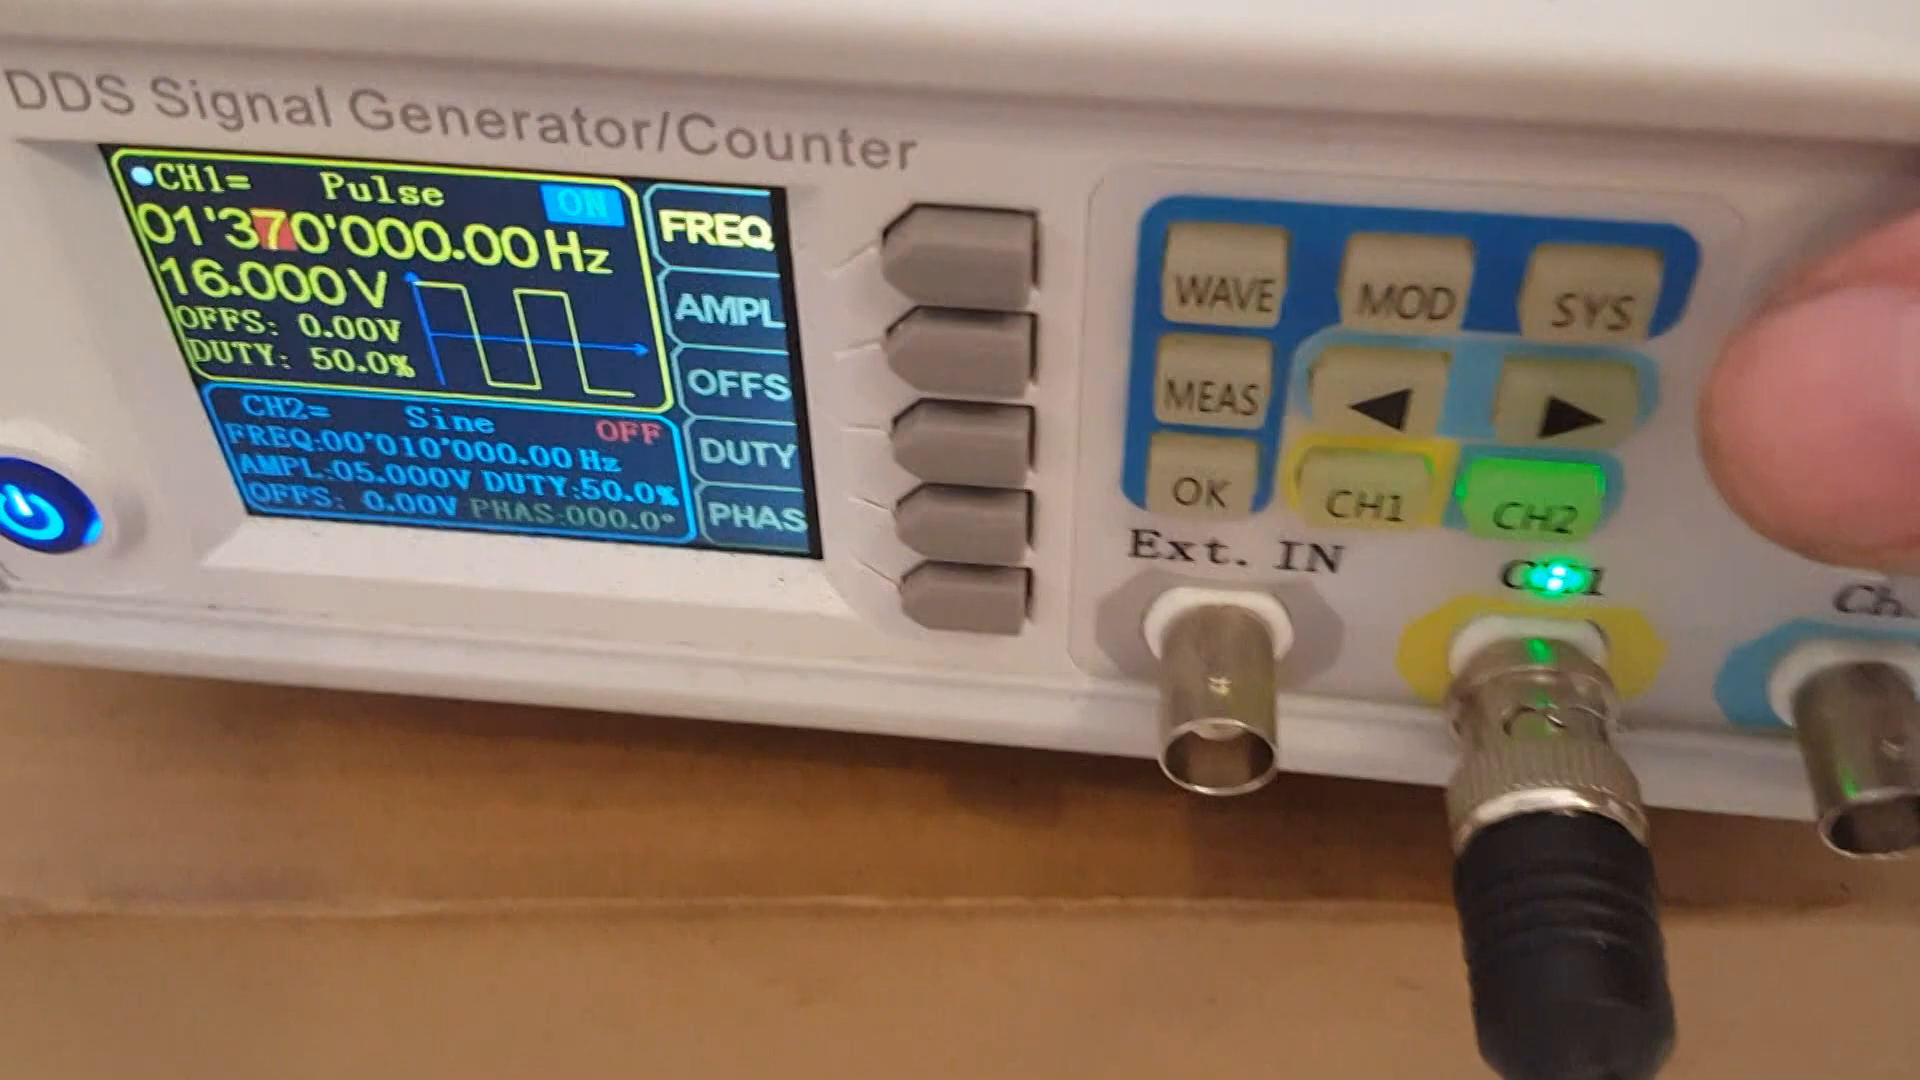 DDS Signal Generator/Counter
CH1= Pulse ON
01'370'000.00 Hz
16.000 V
OFFS: 0.00V
DUTY: 50.0%
CH2= Sine OFF
FREQ:00'010'000.00 Hz
AMPL:05.000V DUTY:50.0%
OFFS: 0.00V PHAS:000.0°
FREQ
AMPL
OFFS
DUTY
PHAS
WAVE MOD SYS
MEAS
OK CH1 CH2
Ext. IN